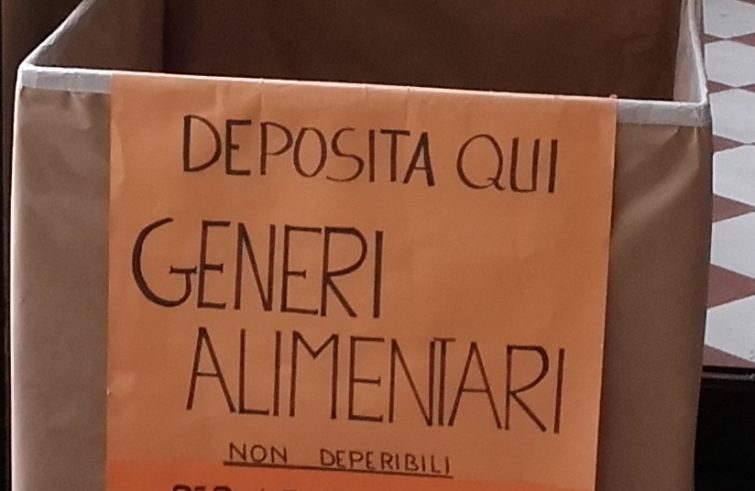 DEPOSITA QUI
GENERI
ALIMENTARI
NON DEPERIBILI